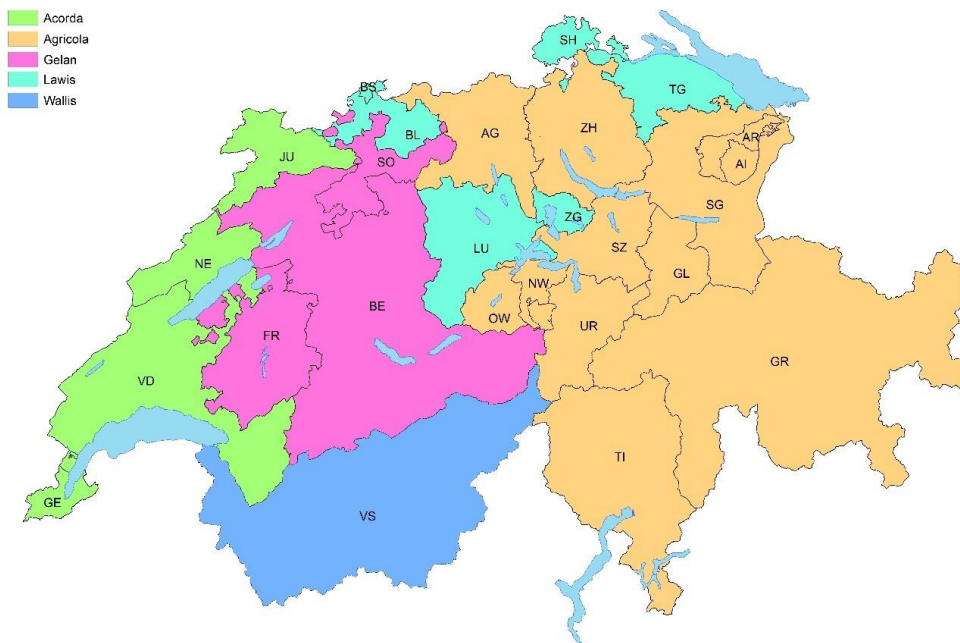 Acorda
Agricola
Gelan
Lawis
Wallis
SH
BS
TG
BL
AG
ZH
AR
JU
SO
AI
SG
ZG
LU
SZ
NE
GL
NW
BE
OW
UR
FR
GR
VD
TI
GE
VS